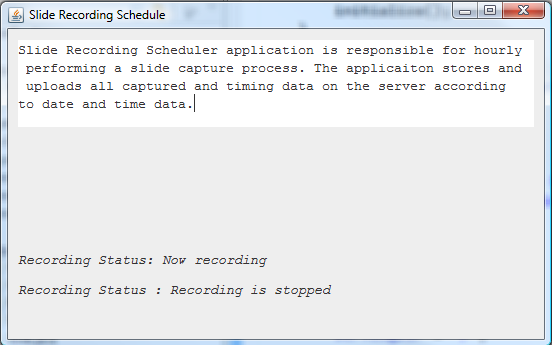 Slide Recording Schedule
Slide Recording Scheduler application is responsible for hourly
performing a slide capture process. The applicaiton stores and
uploads all captured and timing data on the server according
to date and time data.
Recording Status: Now recording
Recording Status : Recording is stopped